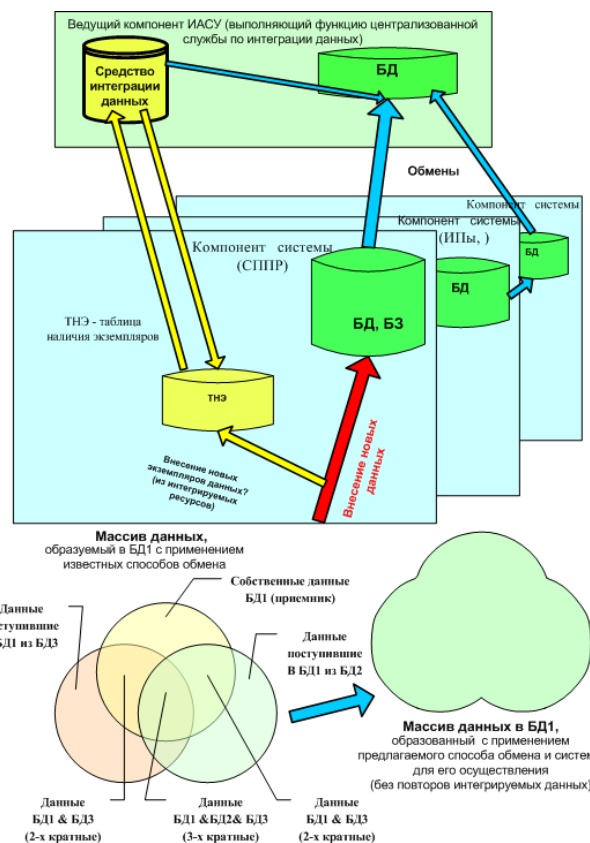 Ведущий компонент ИАСУ (выполняющий функцию централизованной
службы по интеграции данных)
Средство
интеграции
данных
БД
Обмены
Компонент системы
Компонент системы
(ИПы, )
БД
Компонент системы
(СППР)
БД
БД, БЗ
ТНЭ - таблица
наличия экземпляров
ТНЭ
Внесение новых
экземпляров данных?
(из интегрируемых
ресурсов)
Внесение новых
данных
Массив данных,
образуемый в БД1 с применением
известных способов обмена
Собственные данные
БД1 (приемник)
Данные
ступившие
БД1 из БД3
Данные
поступившие
В БД1 из БД2
Массив данных в БД1,
образованный с применением
предлагаемого способа обмена и систем
для его осуществления
(без повторов интегрируемых данных)
Данные
БД1 & БД3
(2-х кратные)
Данные
БД1 &БД2& БД3
(3-х кратные)
Данные
БД1 & БД3
(2-х кратные)